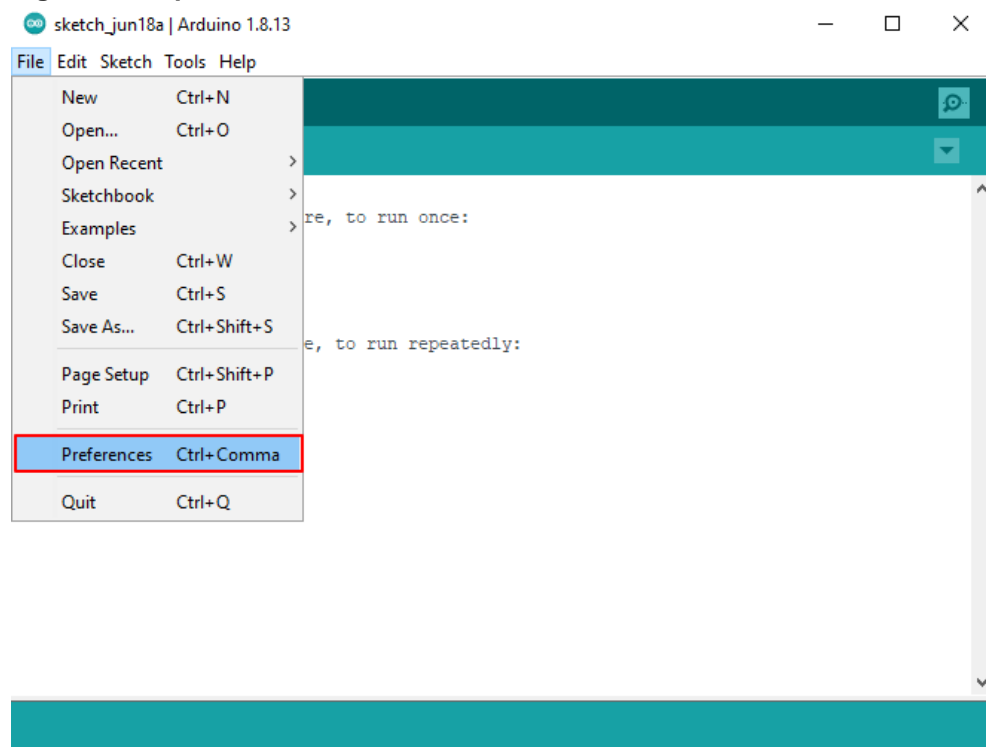 sketch_jun18a | Arduino 1.8.13
File Edit Sketch Tools Help
New Ctrl+N
Open... Ctrl+O
Open Recent
Sketchbook
re, to run once:
Examples
Close Ctrl+W
Save Ctrl+S
Save As... Ctrl+Shift+S
e, to run repeatedly:
Page Setup Ctrl+Shift+P
Print Ctrl+P
Preferences Ctrl+Comma
Quit Ctrl+Q